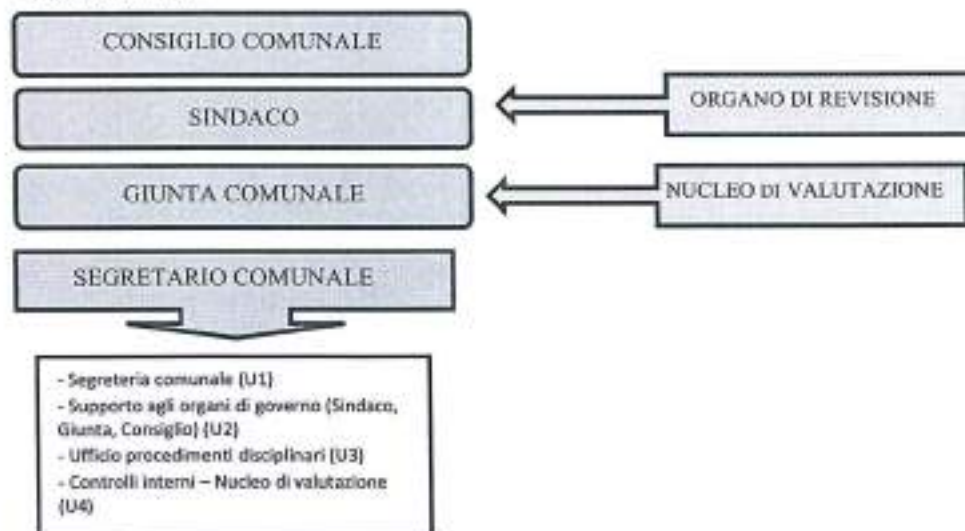 CONSIGLIO COMUNALE
SINDACO
ORGANO DI REVISIONE
GIUNTA COMUNALE
NUCLEO DI VALUTAZIONE
SEGRETARIO COMUNALE
- Segreteria comunale (U1)
- Supporto agli organi di governo (Sindaco,
Giunta, Consiglio) (U2)
- Ufficio procedimenti disciplinari (U3)
- Controlli interni – Nucleo di valutazione
(U4)